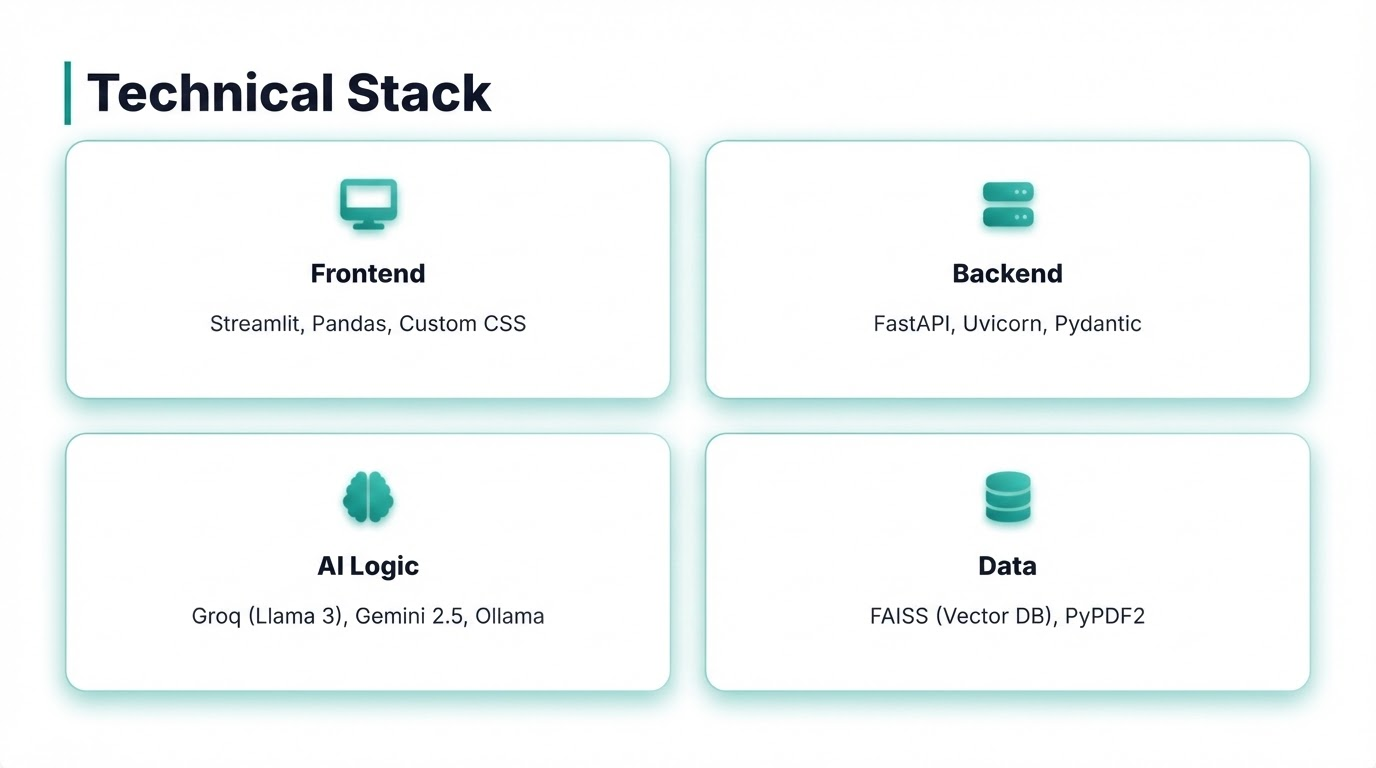 Technical Stack
Frontend
Streamlit, Pandas, Custom CSS
Backend
FastAPI, Uvicorn, Pydantic
AI Logic
Groq (Llama 3), Gemini 2.5, Ollama
Data
FAISS (Vector DB), PyPDF2